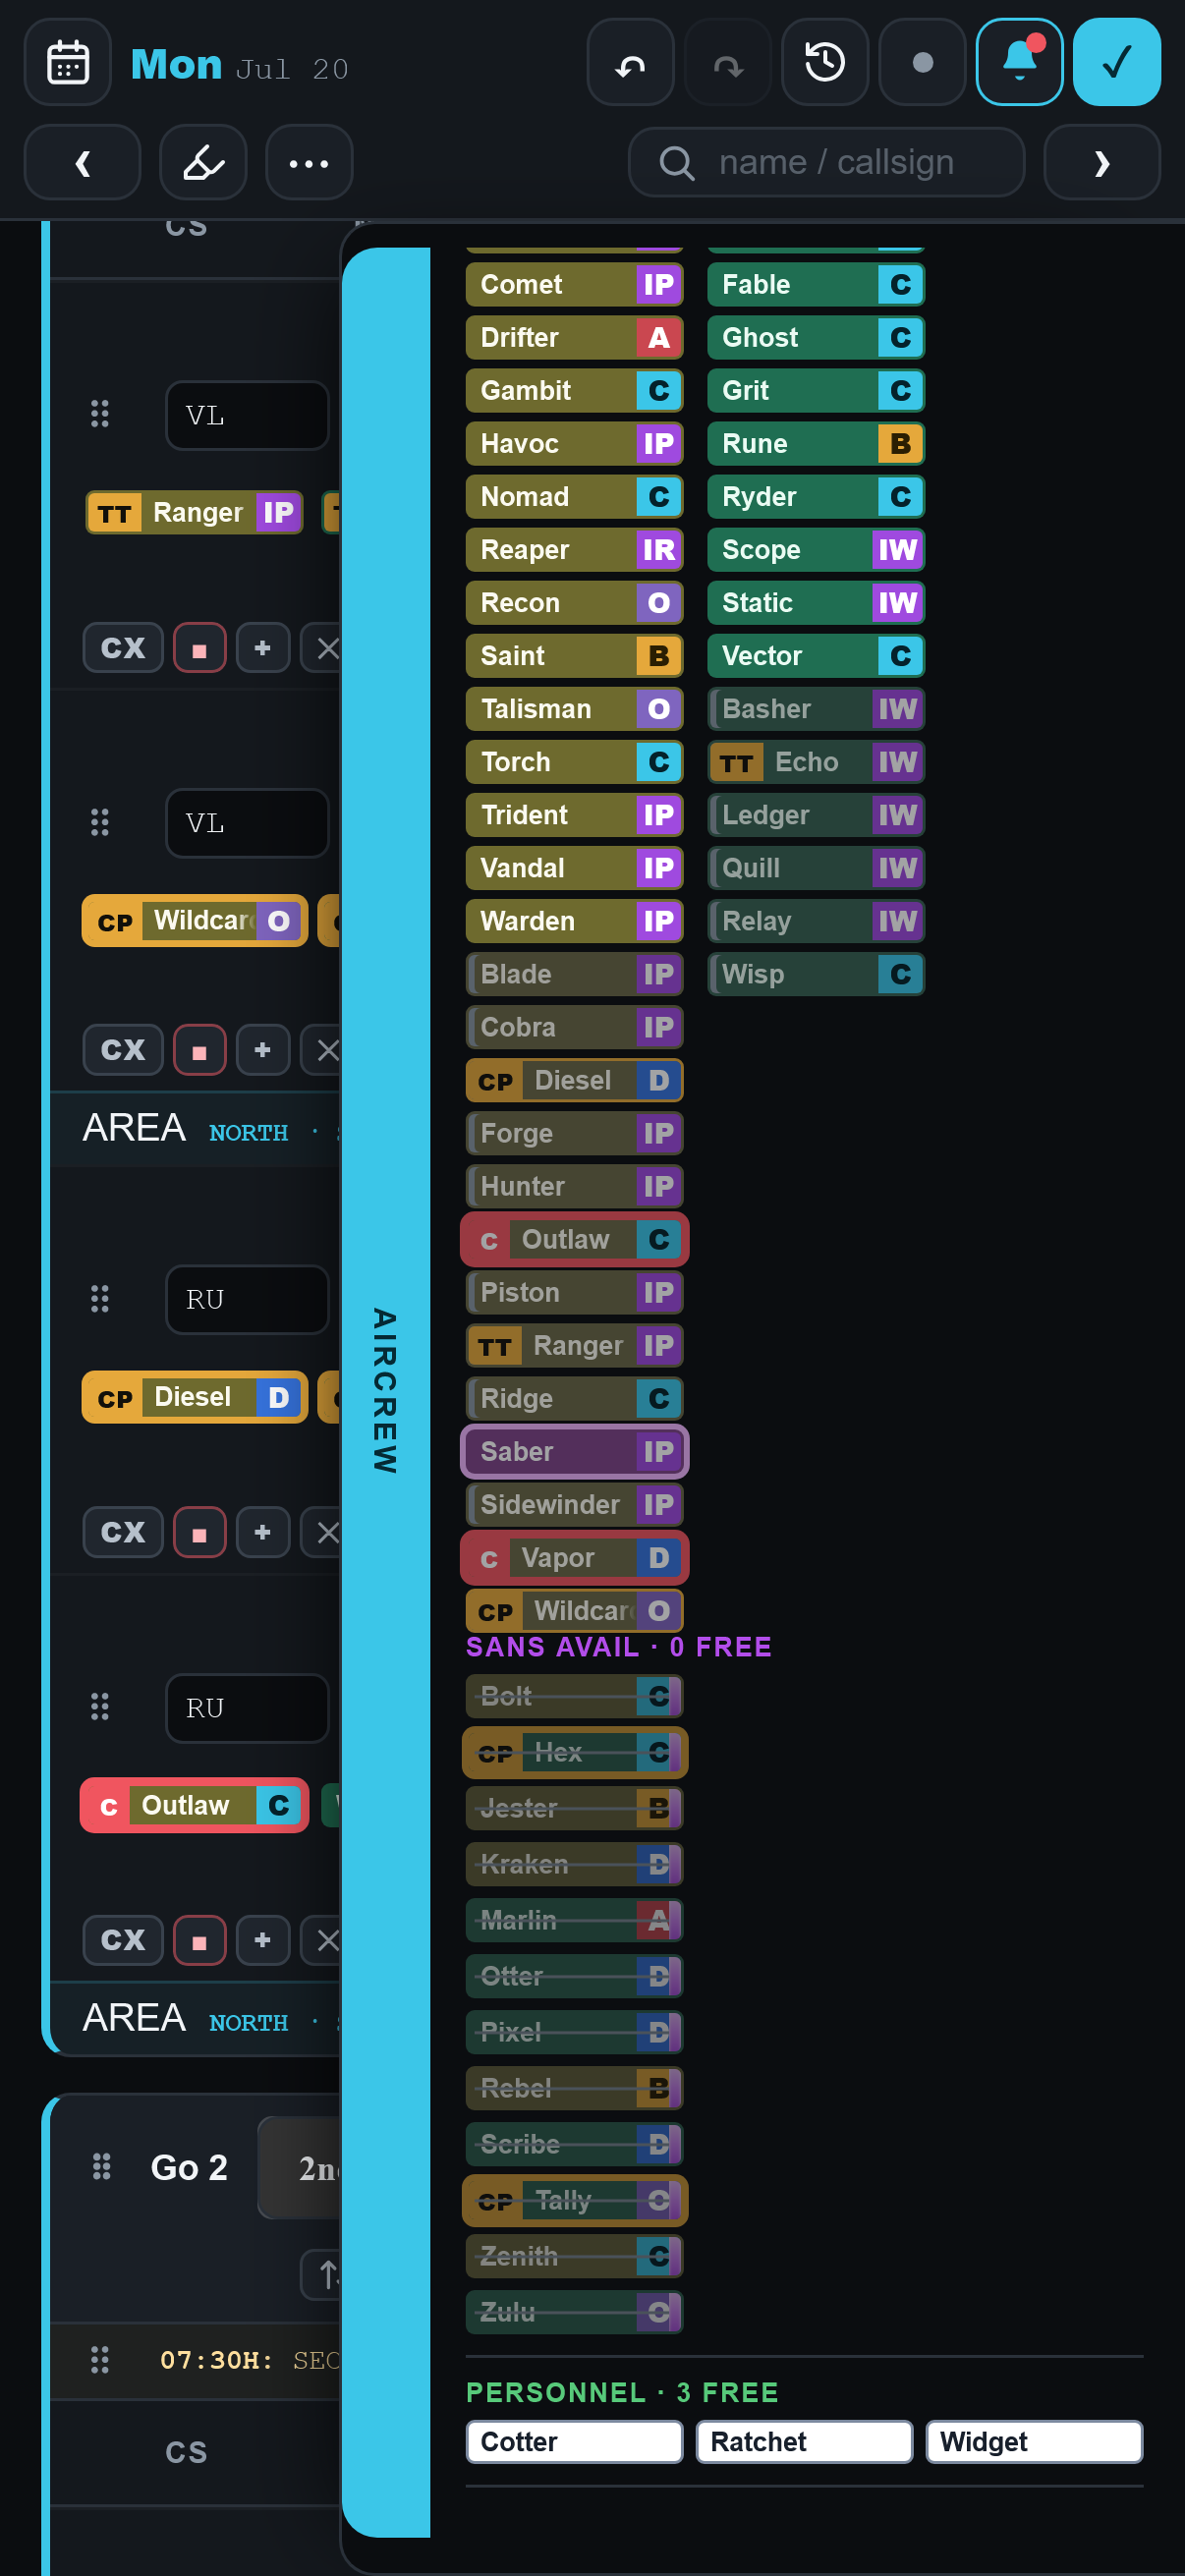 Mon Jul 20
name / callsign
CS
Comet IP Fable C
Drifter A Ghost C
VL Gambit C Grit C
Havoc IP Rune B
TT Ranger IP Nomad C Ryder C
Reaper IR Scope IW
Recon O Static IW
CX + Saint B Vector C
Talisman O Basher IW
Torch C TT Echo IW
VL Trident IP Ledger IW
Vandal IP Quill IW
CP Wildcar O Warden IP Relay IW
Blade IP Wisp C
CX + Cobra IP
CP Diesel D
AREA NORTH · Forge IP
Hunter IP
C Outlaw C
RU Piston IP
TT Ranger IP
CP Diesel D Ridge C
AIRCREW
Saber IP
CX + Sidewinder IP
C Vapor D
CP Wildcar O
SANS AVAIL · 0 FREE
RU Bolt C
CP Hex C
C Outlaw C Jester B
Kraken D
CX + Marlin A
Otter D
AREA NORTH · Pixel D
Rebel B
Go 2 2n Scribe D
CP Tally O
Zenith C
Zulu O
07:30H: SEC
PERSONNEL · 3 FREE
CS Cotter Ratchet Widget